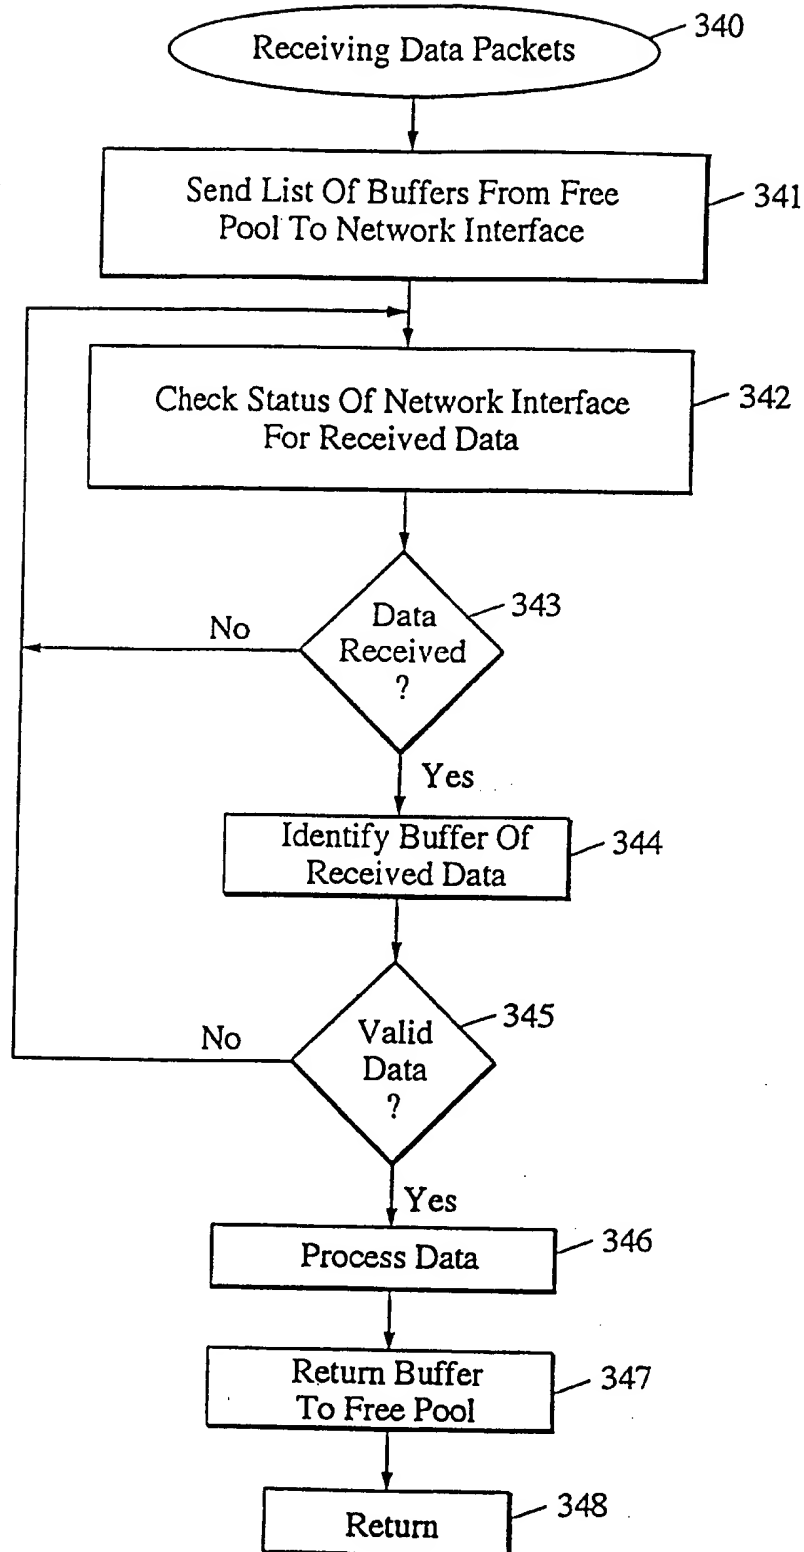 Receiving Data Packets
340
Send List Of Buffers From Free
Pool To Network Interface
341
Check Status Of Network Interface
For Received Data
342
Data
Received
?
343
No
Yes
Identify Buffer Of
Received Data
344
Valid
Data
?
345
No
Yes
Process Data
346
Return Buffer
To Free Pool
347
Return
348